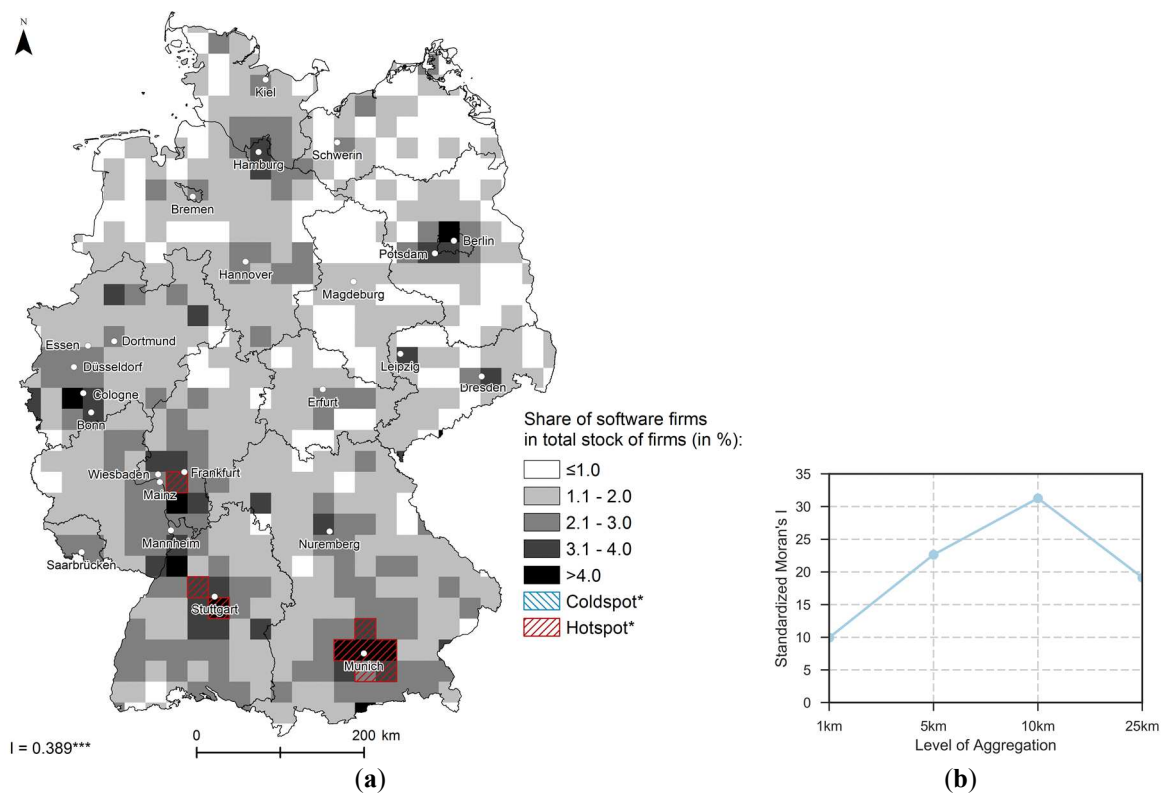 N
Kiel
Schwerin
Hamburg
Bremen
Berlin
Potsdam
Hannover
Magdeburg
Essen
Dortmund
Düsseldorf
Leipzig
Dresden
Cologne
Erfurt
Bonn
Share of software firms
in total stock of firms (in %):
≤1.0
1.1 - 2.0
2.1 - 3.0
3.1 - 4.0
>4.0
Coldspot*
Hotspot*
Wiesbaden
Frankfurt
Mainz
Mannheim
Nuremberg
Saarbrücken
Stuttgart
Munich
0 200 km
I = 0.389***
(a)
35
30
25
20
15
10
5
0
Standardized Moran's I
1km 5km 10km 25km
Level of Aggregation
(b)